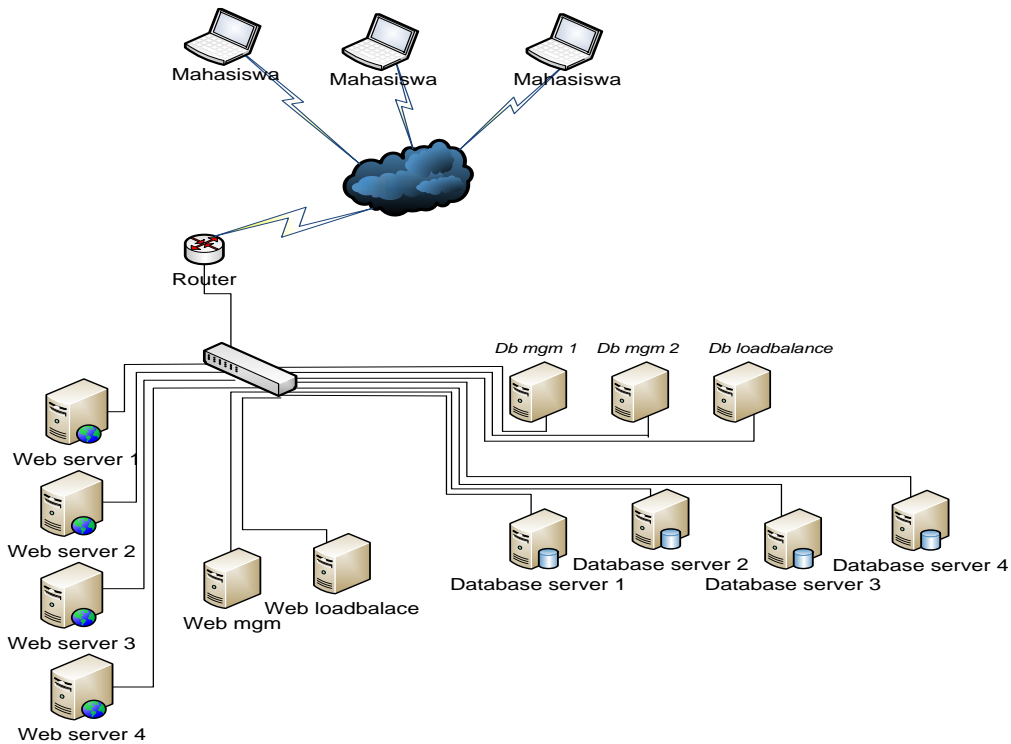 Mahasiswa
Mahasiswa
Mahasiswa
Router
Db mgm 1
Db mgm 2
Db loadbalance
Web server 1
Web server 2
Web server 3
Web server 4
Web mgm
Web loadbalace
Database server 1
Database server 2
Database server 3
Database server 4